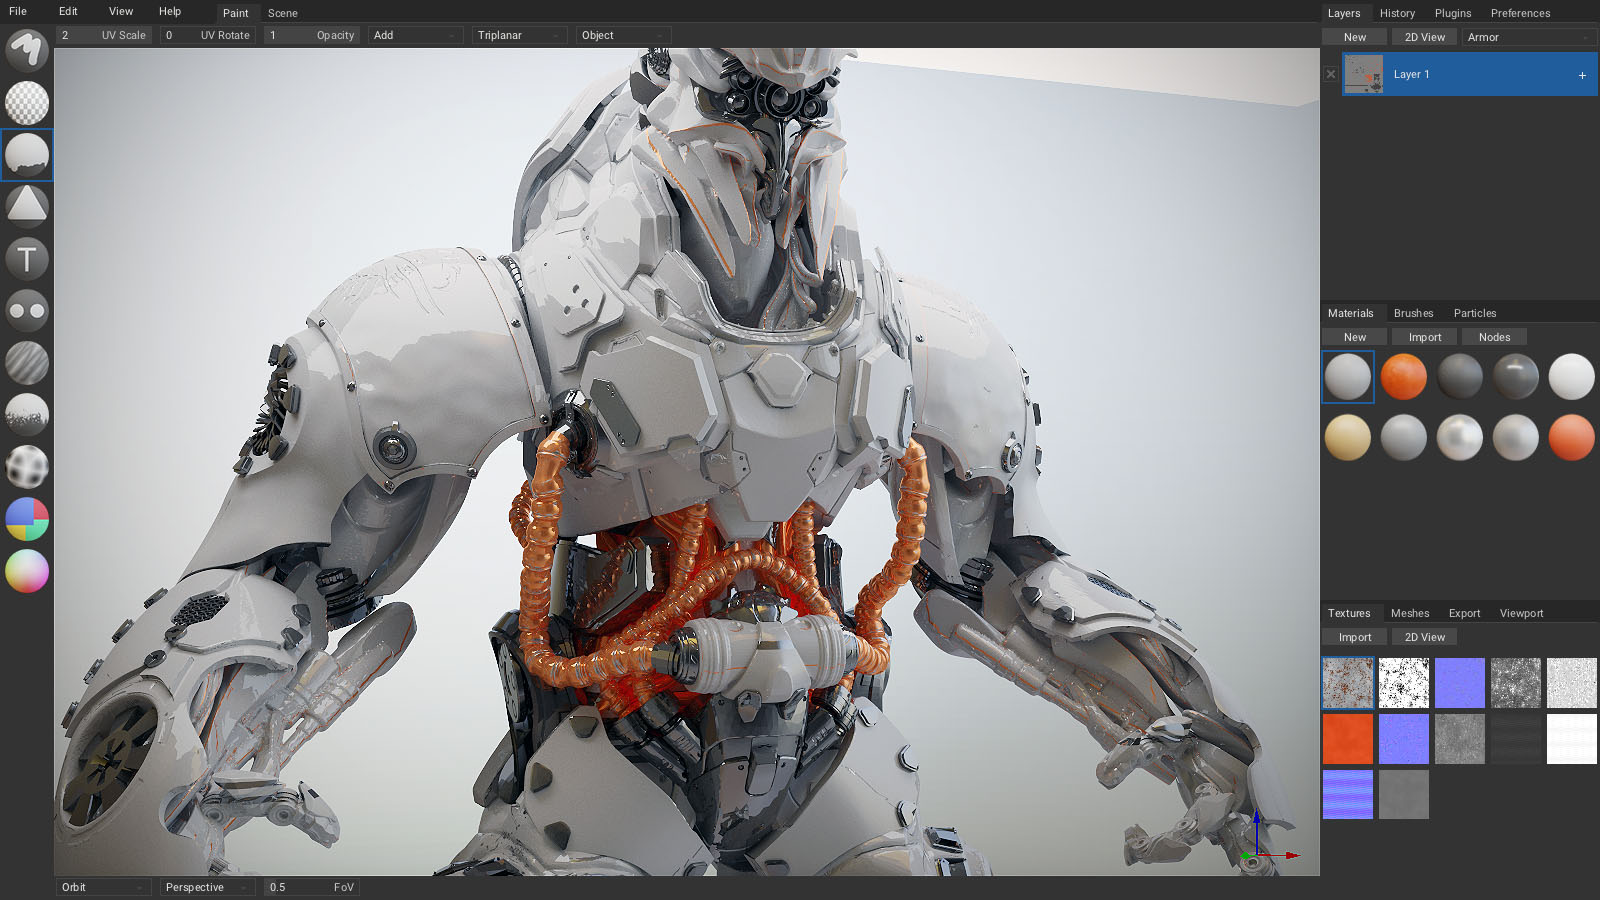 File Edit View Help Paint Scene
2 UV Scale 0 UV Rotate 1 Opacity Add Triplanar Object
T
Layers History Plugins Preferences
New 2D View Armor
Layer 1 +
Materials Brushes Particles
New Import Nodes
Textures Meshes Export Viewport
Import 2D View
Orbit Perspective 0.5 FoV